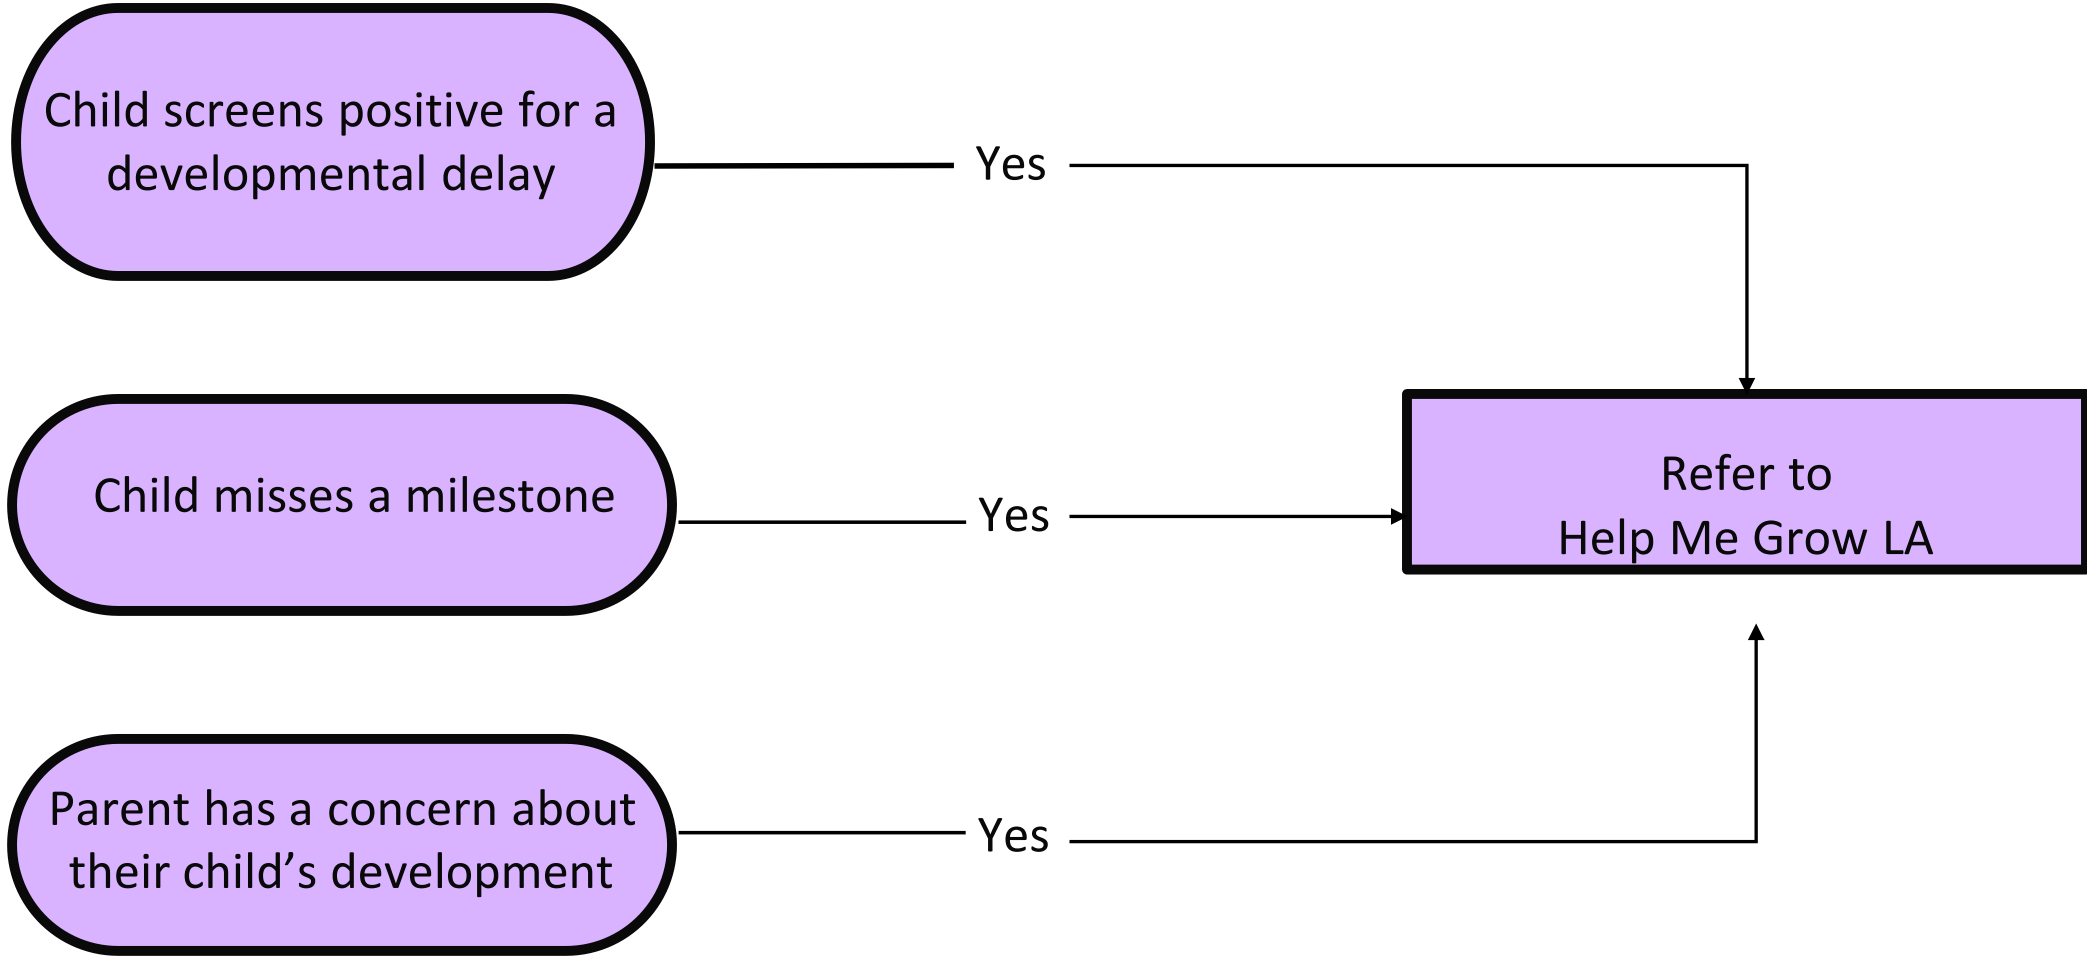 Child screens positive for a
developmental delay
Yes
Child misses a milestone
Yes
Refer to
Help Me Grow LA
Parent has a concern about
their child’s development
Yes